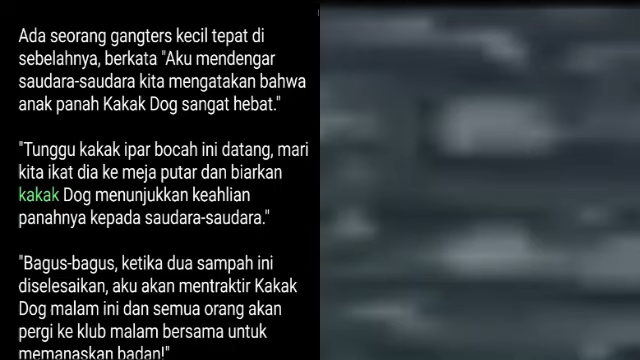 Ada seorang gangters kecil tepat di
sebelahnya, berkata "Aku mendengar
saudara-saudara kita mengatakan bahwa
anak panah Kakak Dog sangat hebat."
"Tunggu kakak ipar bocah ini datang, mari
kita ikat dia ke meja putar dan biarkan
kakak Dog menunjukkan keahlian
panahnya kepada saudara-saudara."
"Bagus-bagus, ketika dua sampah ini
diselesaikan, aku akan mentraktir Kakak
Dog malam ini dan semua orang akan
pergi ke klub malam bersama untuk
memanaskan badan!"